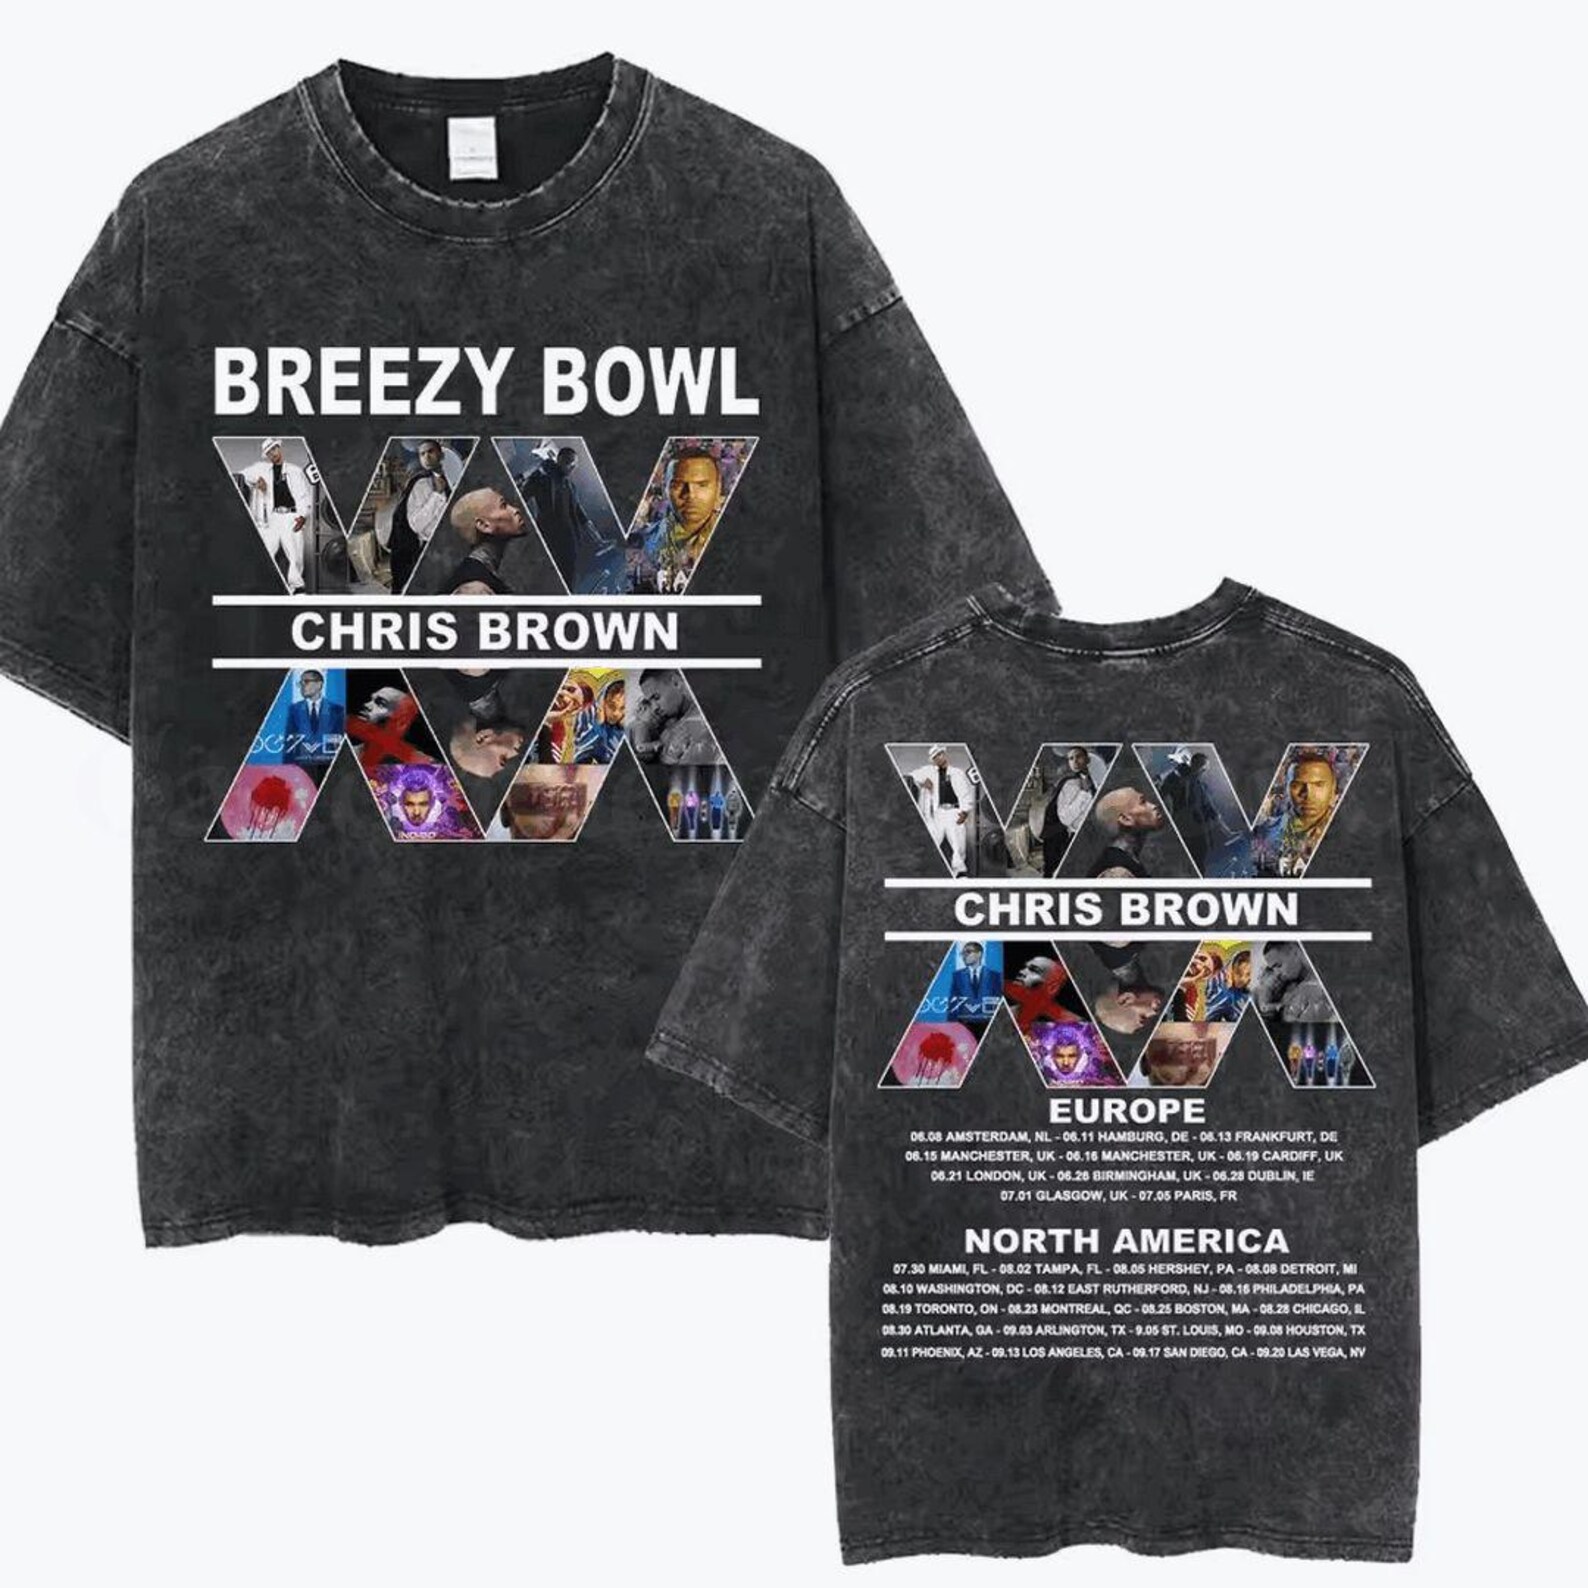 BREEZY BOWL
CHRIS BROWN
CHRIS BROWN
EUROPE
06.08 AMSTERDAM, NL - 06.11 HAMBURG, DE - 06.13 FRANKFURT, DE
06.15 MANCHESTER, UK - 06.16 MANCHESTER, UK - 06.19 CARDIFF, UK
06.21 LONDON, UK - 06.26 BIRMINGHAM, UK - 06.28 DUBLIN, IE
07.01 GLASGOW, UK - 07.05 PARIS, FR
NORTH AMERICA
07.30 MIAMI, FL - 08.02 TAMPA, FL - 08.05 HERSHEY, PA - 08.08 DETROIT, MI
08.10 WASHINGTON, DC - 08.12 EAST RUTHERFORD, NJ - 08.16 PHILADELPHIA, PA
08.19 TORONTO, ON - 08.23 MONTREAL, QC - 08.25 BOSTON, MA - 08.28 CHICAGO, IL
08.30 ATLANTA, GA - 09.03 ARLINGTON, TX - 9.05 ST. LOUIS, MO - 09.08 HOUSTON, TX
09.11 PHOENIX, AZ - 09.13 LOS ANGELES, CA - 09.17 SAN DIEGO, CA - 09.20 LAS VEGA, NV